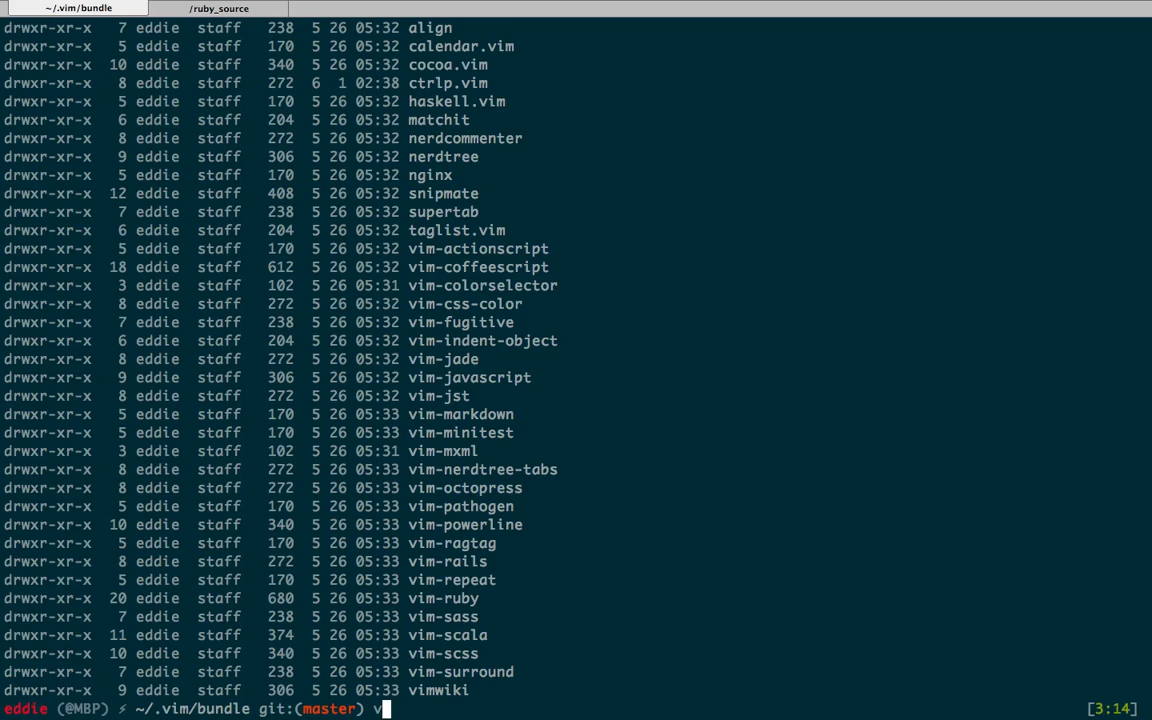 ~/.vim/bundle /ruby_source
drwxr-xr-x 7 eddie staff 238 5 26 05:32 align
drwxr-xr-x 5 eddie staff 170 5 26 05:32 calendar.vim
drwxr-xr-x 10 eddie staff 340 5 26 05:32 cocoa.vim
drwxr-xr-x 8 eddie staff 272 6 1 02:38 ctrlp.vim
drwxr-xr-x 5 eddie staff 170 5 26 05:32 haskell.vim
drwxr-xr-x 6 eddie staff 204 5 26 05:32 matchit
drwxr-xr-x 8 eddie staff 272 5 26 05:32 nerdcommenter
drwxr-xr-x 9 eddie staff 306 5 26 05:32 nerdtree
drwxr-xr-x 5 eddie staff 170 5 26 05:32 nginx
drwxr-xr-x 12 eddie staff 408 5 26 05:32 snipmate
drwxr-xr-x 7 eddie staff 238 5 26 05:32 supertab
drwxr-xr-x 6 eddie staff 204 5 26 05:32 taglist.vim
drwxr-xr-x 5 eddie staff 170 5 26 05:32 vim-actionscript
drwxr-xr-x 18 eddie staff 612 5 26 05:32 vim-coffeescript
drwxr-xr-x 3 eddie staff 102 5 26 05:31 vim-colorselector
drwxr-xr-x 8 eddie staff 272 5 26 05:32 vim-css-color
drwxr-xr-x 7 eddie staff 238 5 26 05:32 vim-fugitive
drwxr-xr-x 6 eddie staff 204 5 26 05:32 vim-indent-object
drwxr-xr-x 8 eddie staff 272 5 26 05:32 vim-jade
drwxr-xr-x 9 eddie staff 306 5 26 05:32 vim-javascript
drwxr-xr-x 8 eddie staff 272 5 26 05:32 vim-jst
drwxr-xr-x 5 eddie staff 170 5 26 05:33 vim-markdown
drwxr-xr-x 5 eddie staff 170 5 26 05:33 vim-minitest
drwxr-xr-x 3 eddie staff 102 5 26 05:31 vim-mxml
drwxr-xr-x 8 eddie staff 272 5 26 05:33 vim-nerdtree-tabs
drwxr-xr-x 8 eddie staff 272 5 26 05:33 vim-octopress
drwxr-xr-x 5 eddie staff 170 5 26 05:33 vim-pathogen
drwxr-xr-x 10 eddie staff 340 5 26 05:33 vim-powerline
drwxr-xr-x 5 eddie staff 170 5 26 05:33 vim-ragtag
drwxr-xr-x 8 eddie staff 272 5 26 05:33 vim-rails
drwxr-xr-x 5 eddie staff 170 5 26 05:33 vim-repeat
drwxr-xr-x 20 eddie staff 680 5 26 05:33 vim-ruby
drwxr-xr-x 7 eddie staff 238 5 26 05:33 vim-sass
drwxr-xr-x 11 eddie staff 374 5 26 05:33 vim-scala
drwxr-xr-x 10 eddie staff 340 5 26 05:33 vim-scss
drwxr-xr-x 7 eddie staff 238 5 26 05:33 vim-surround
drwxr-xr-x 9 eddie staff 306 5 26 05:33 vimwiki
eddie (@MBP) ⚡ ~/.vim/bundle git:(master) v [3:14]